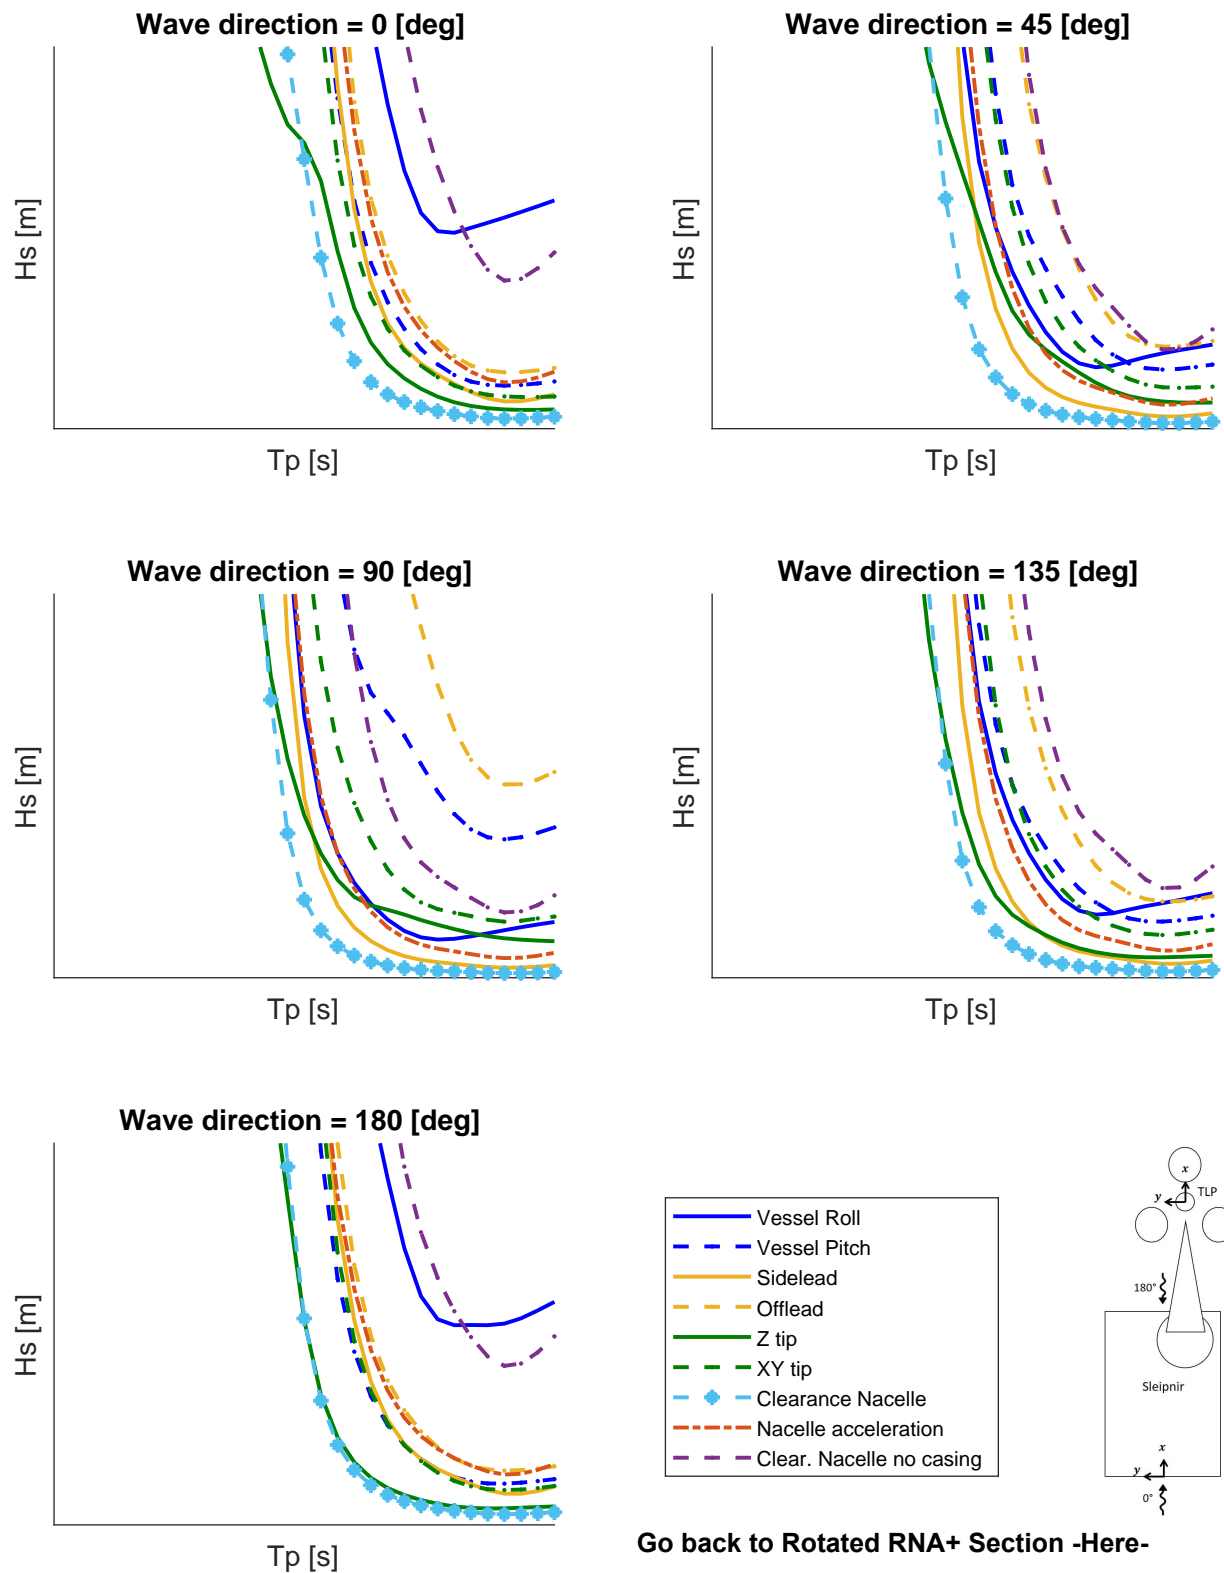 Wave direction = 0 [deg]
Hs [m]
Tp [s]
Wave direction = 45 [deg]
Hs [m]
Tp [s]
Wave direction = 90 [deg]
Hs [m]
Tp [s]
Wave direction = 135 [deg]
Hs [m]
Tp [s]
Wave direction = 180 [deg]
Hs [m]
Tp [s]
Vessel Roll
Vessel Pitch
Sidelead
Offlead
Z tip
XY tip
Clearance Nacelle
Nacelle acceleration
Clear. Nacelle no casing
x
y
TLP
180°
Sleipnir
x
y
0°
Go back to Rotated RNA+ Section -Here-